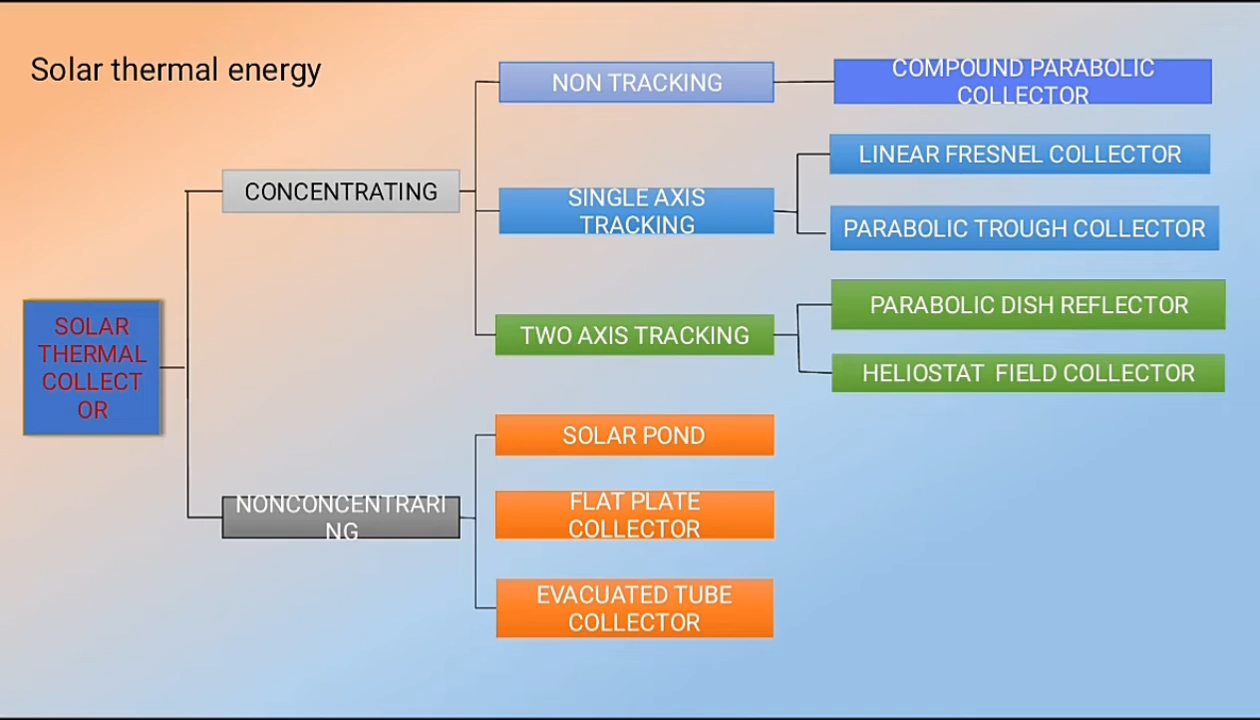 Solar thermal energy
NON TRACKING
COMPOUND PARABOLIC
COLLECTOR
LINEAR FRESNEL COLLECTOR
CONCENTRATING
SINGLE AXIS
TRACKING
PARABOLIC TROUGH COLLECTOR
PARABOLIC DISH REFLECTOR
TWO AXIS TRACKING
HELIOSTAT FIELD COLLECTOR
SOLAR
THERMAL
COLLECT
OR
SOLAR POND
NONCONCENTRARI
NG
FLAT PLATE
COLLECTOR
EVACUATED TUBE
COLLECTOR